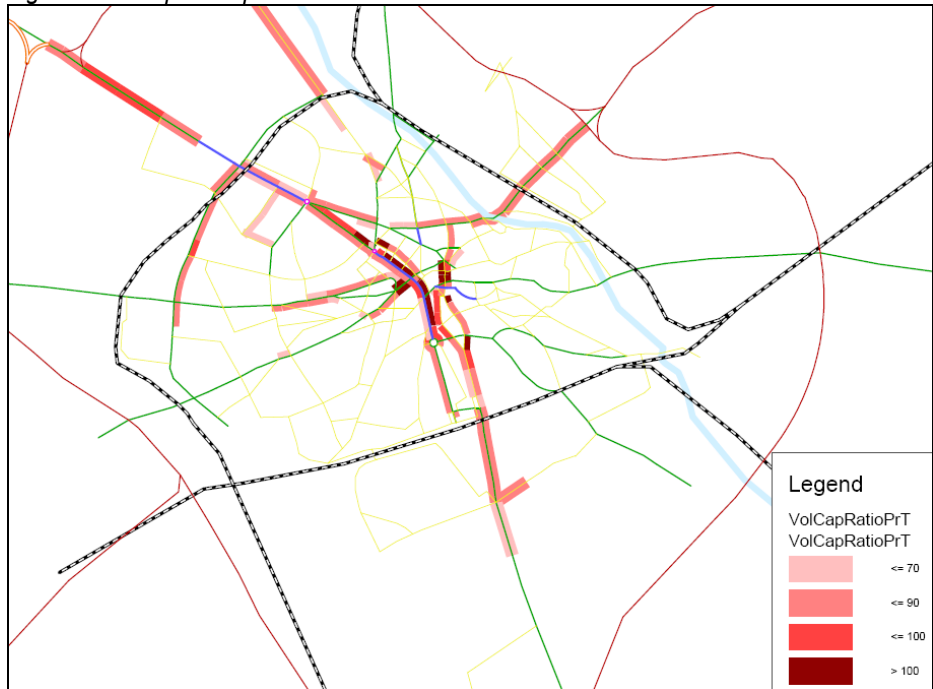 Legend
VolCapRatioPrT
VolCapRatioPrT
<= 70
<= 90
<= 100
> 100